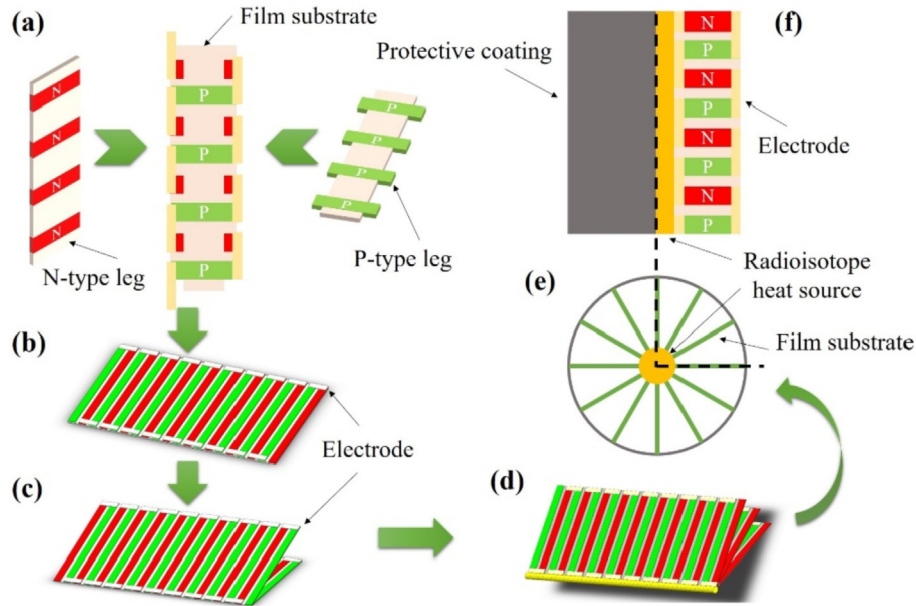 (a)
Film substrate
N
N
N
N
P
P
P
P
P
P
P
P
N-type leg
P-type leg
(f)
Protective coating
N
P
N
P
N
P
N
P
Electrode
Radioisotope
heat source
(e)
Film substrate
(b)
Electrode
(c)
(d)